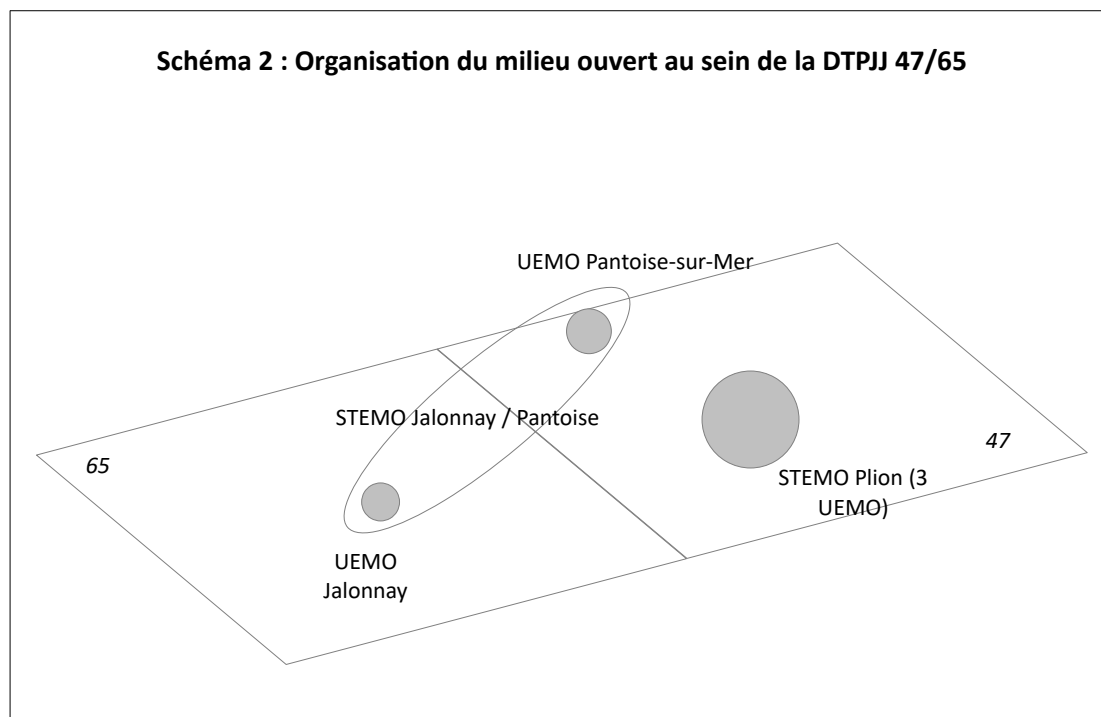 Schéma 2 : Organisation du milieu ouvert au sein de la DTPJJ 47/65
UEMO Pantoise-sur-Mer
STEMO Jalonnay / Pantoise
47
65
STEMO Plion (3
UEMO)
UEMO
Jalonnay